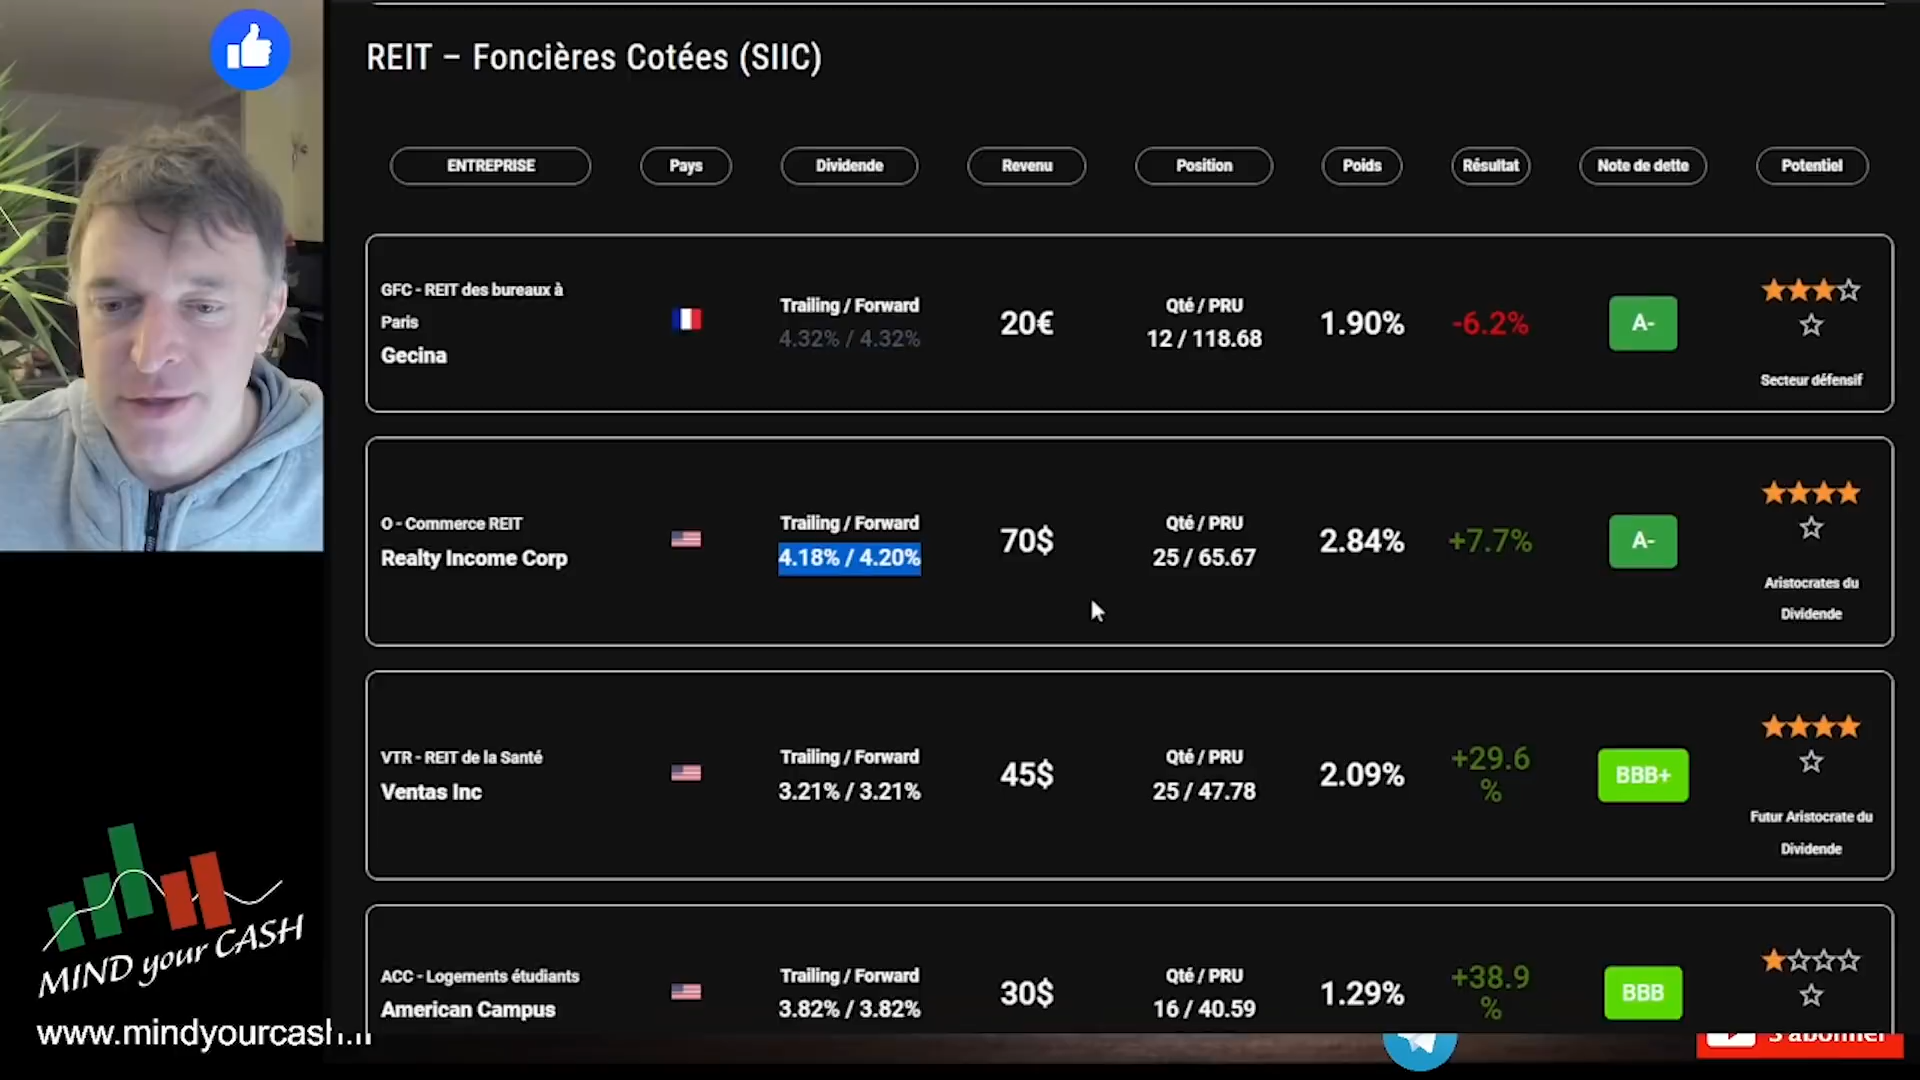 REIT – Foncières Cotées (SIIC)
ENTREPRISE Pays Dividende Revenu Position Poids Résultat Note de dette Potentiel
GFC - REIT des bureaux à
Paris
Gecina
Trailing / Forward
4.32% / 4.32%
20€
Qté / PRU
12 / 118.68
1.90%
-6.2%
A-
Secteur défensif
O - Commerce REIT
Realty Income Corp
Trailing / Forward
4.18% / 4.20%
70$
Qté / PRU
25 / 65.67
2.84%
+7.7%
A-
Aristocrates du
Dividende
VTR - REIT de la Santé
Ventas Inc
Trailing / Forward
3.21% / 3.21%
45$
Qté / PRU
25 / 47.78
2.09%
+29.6
%
BBB+
Futur Aristocrate du
Dividende
ACC - Logements étudiants
American Campus
Trailing / Forward
3.82% / 3.82%
30$
Qté / PRU
16 / 40.59
1.29%
+38.9
%
BBB
MIND your CASH
www.mindyourcash
S'abonner